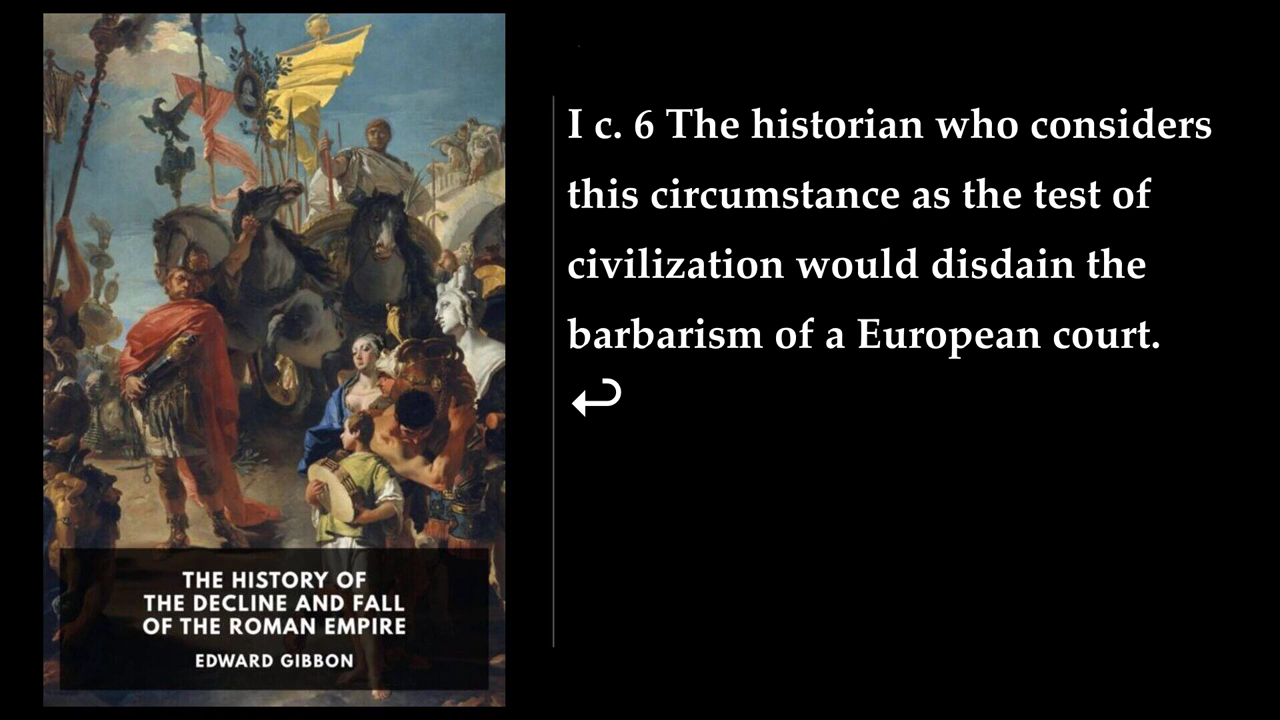 THE HISTORY OF
THE DECLINE AND FALL
OF THE ROMAN EMPIRE
EDWARD GIBBON
I c. 6 The historian who considers
this circumstance as the test of
civilization would disdain the
barbarism of a European court.
↩